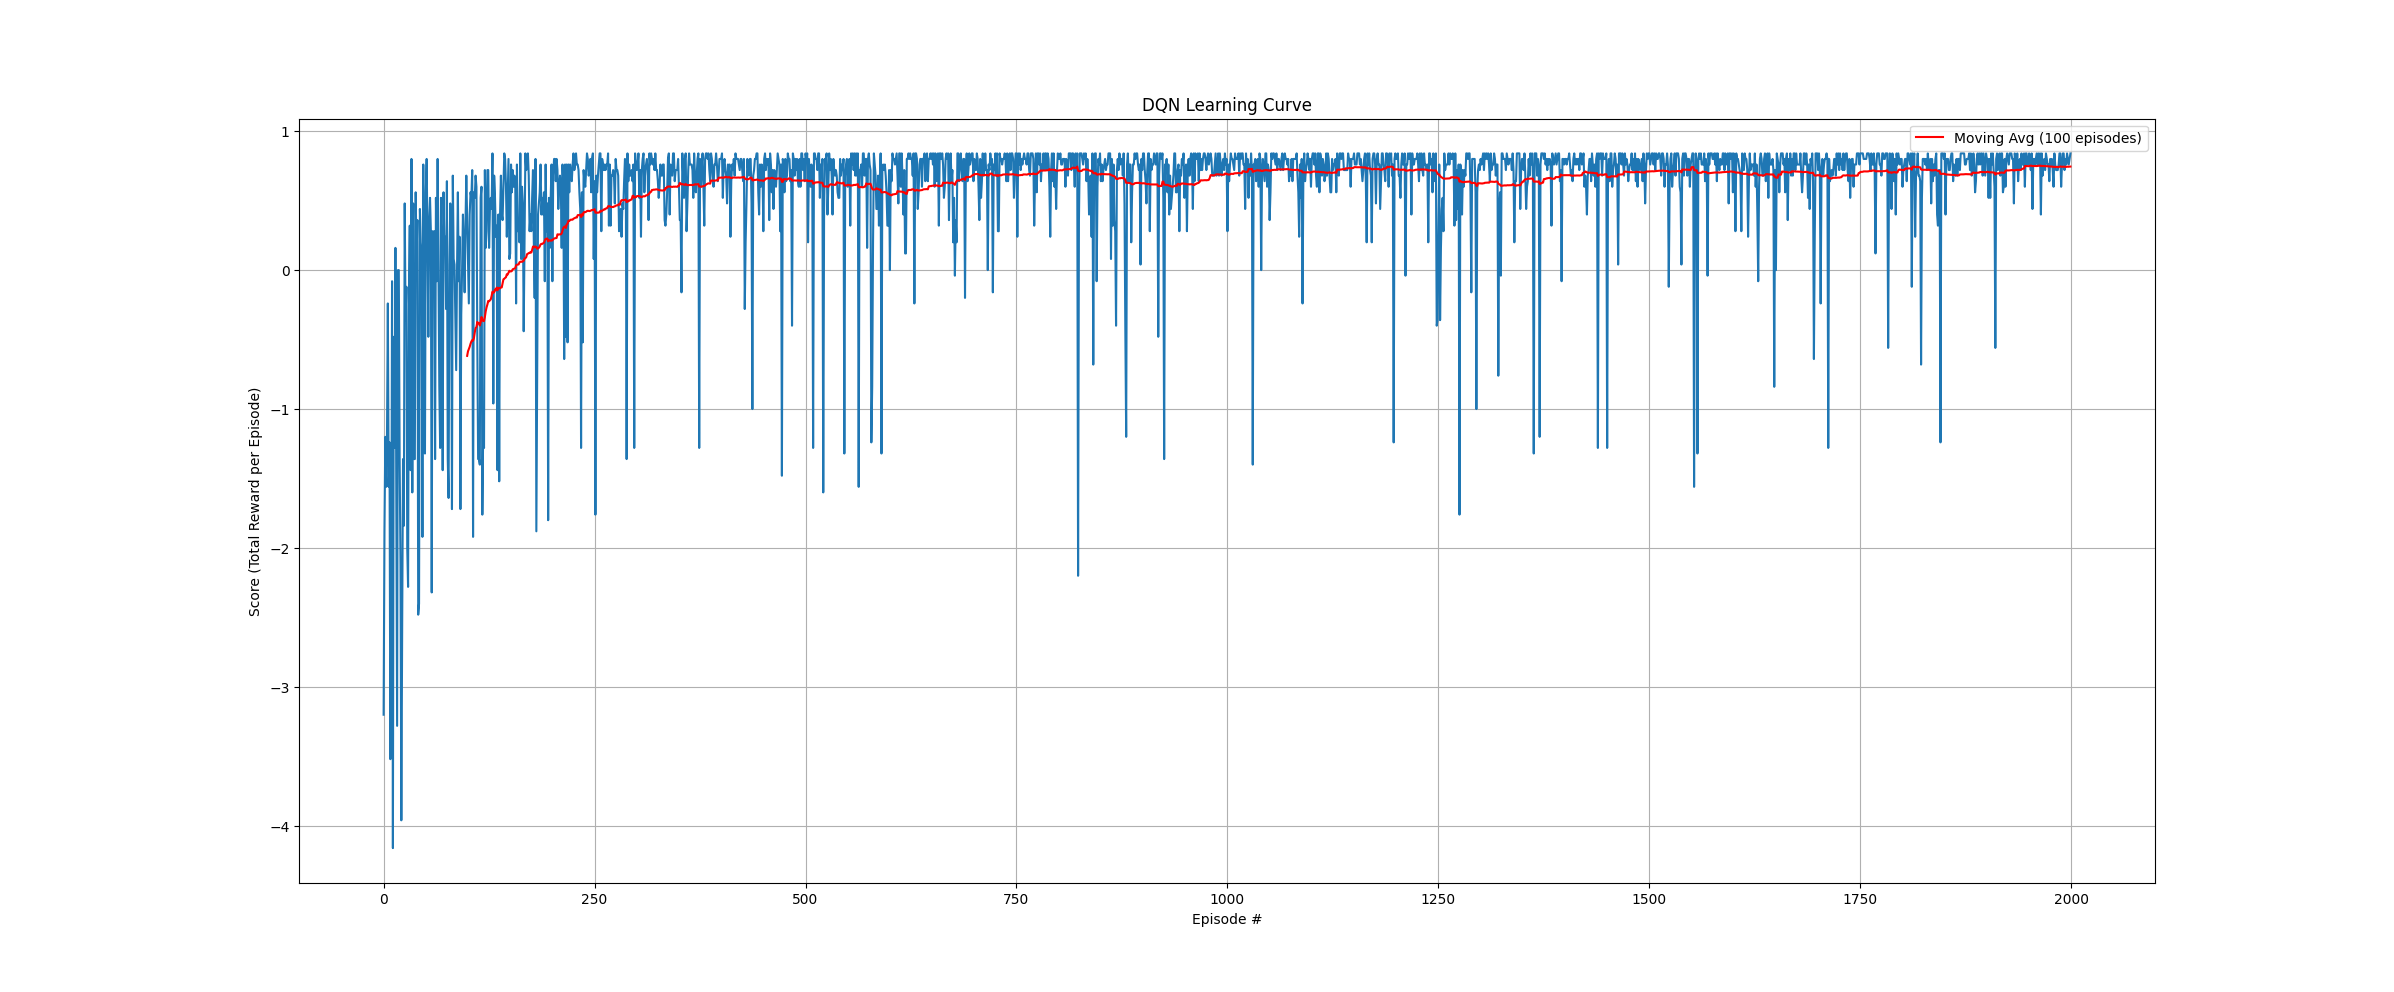 DQN Learning Curve
Moving Avg (100 episodes)
Score (Total Reward per Episode)
1
0
−1
−2
−3
−4
0 250 500 750 1000 1250 1500 1750 2000
Episode #